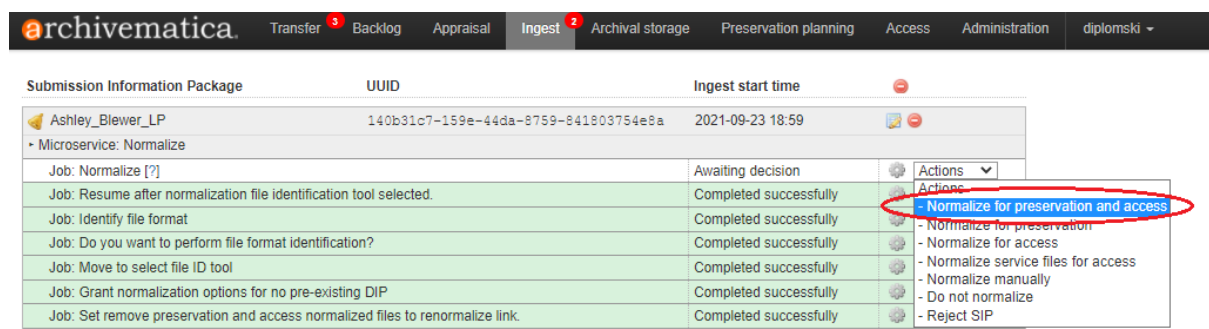 archivematica. Transfer 3 Backlog Appraisal Ingest 2 Archival storage Preservation planning Access Administration diplomski
Submission Information Package UUID Ingest start time
Ashley_Blewer_LP 140b31c7-159e-44da-8759-841803754e8a 2021-09-23 18:59
Microservice: Normalize
Job: Normalize [?] Awaiting decision Actions
Actions
Job: Resume after normalization file identification tool selected. Completed successfully
- Normalize for preservation and access
Job: Identify file format Completed successfully
- Normalize for preservation
Job: Do you want to perform file format identification? Completed successfully
- Normalize for access
Job: Move to select file ID tool Completed successfully
- Normalize service files for access
- Normalize manually
Job: Grant normalization options for no pre-existing DIP Completed successfully
- Do not normalize
Job: Set remove preservation and access normalized files to renormalize link. Completed successfully
- Reject SIP